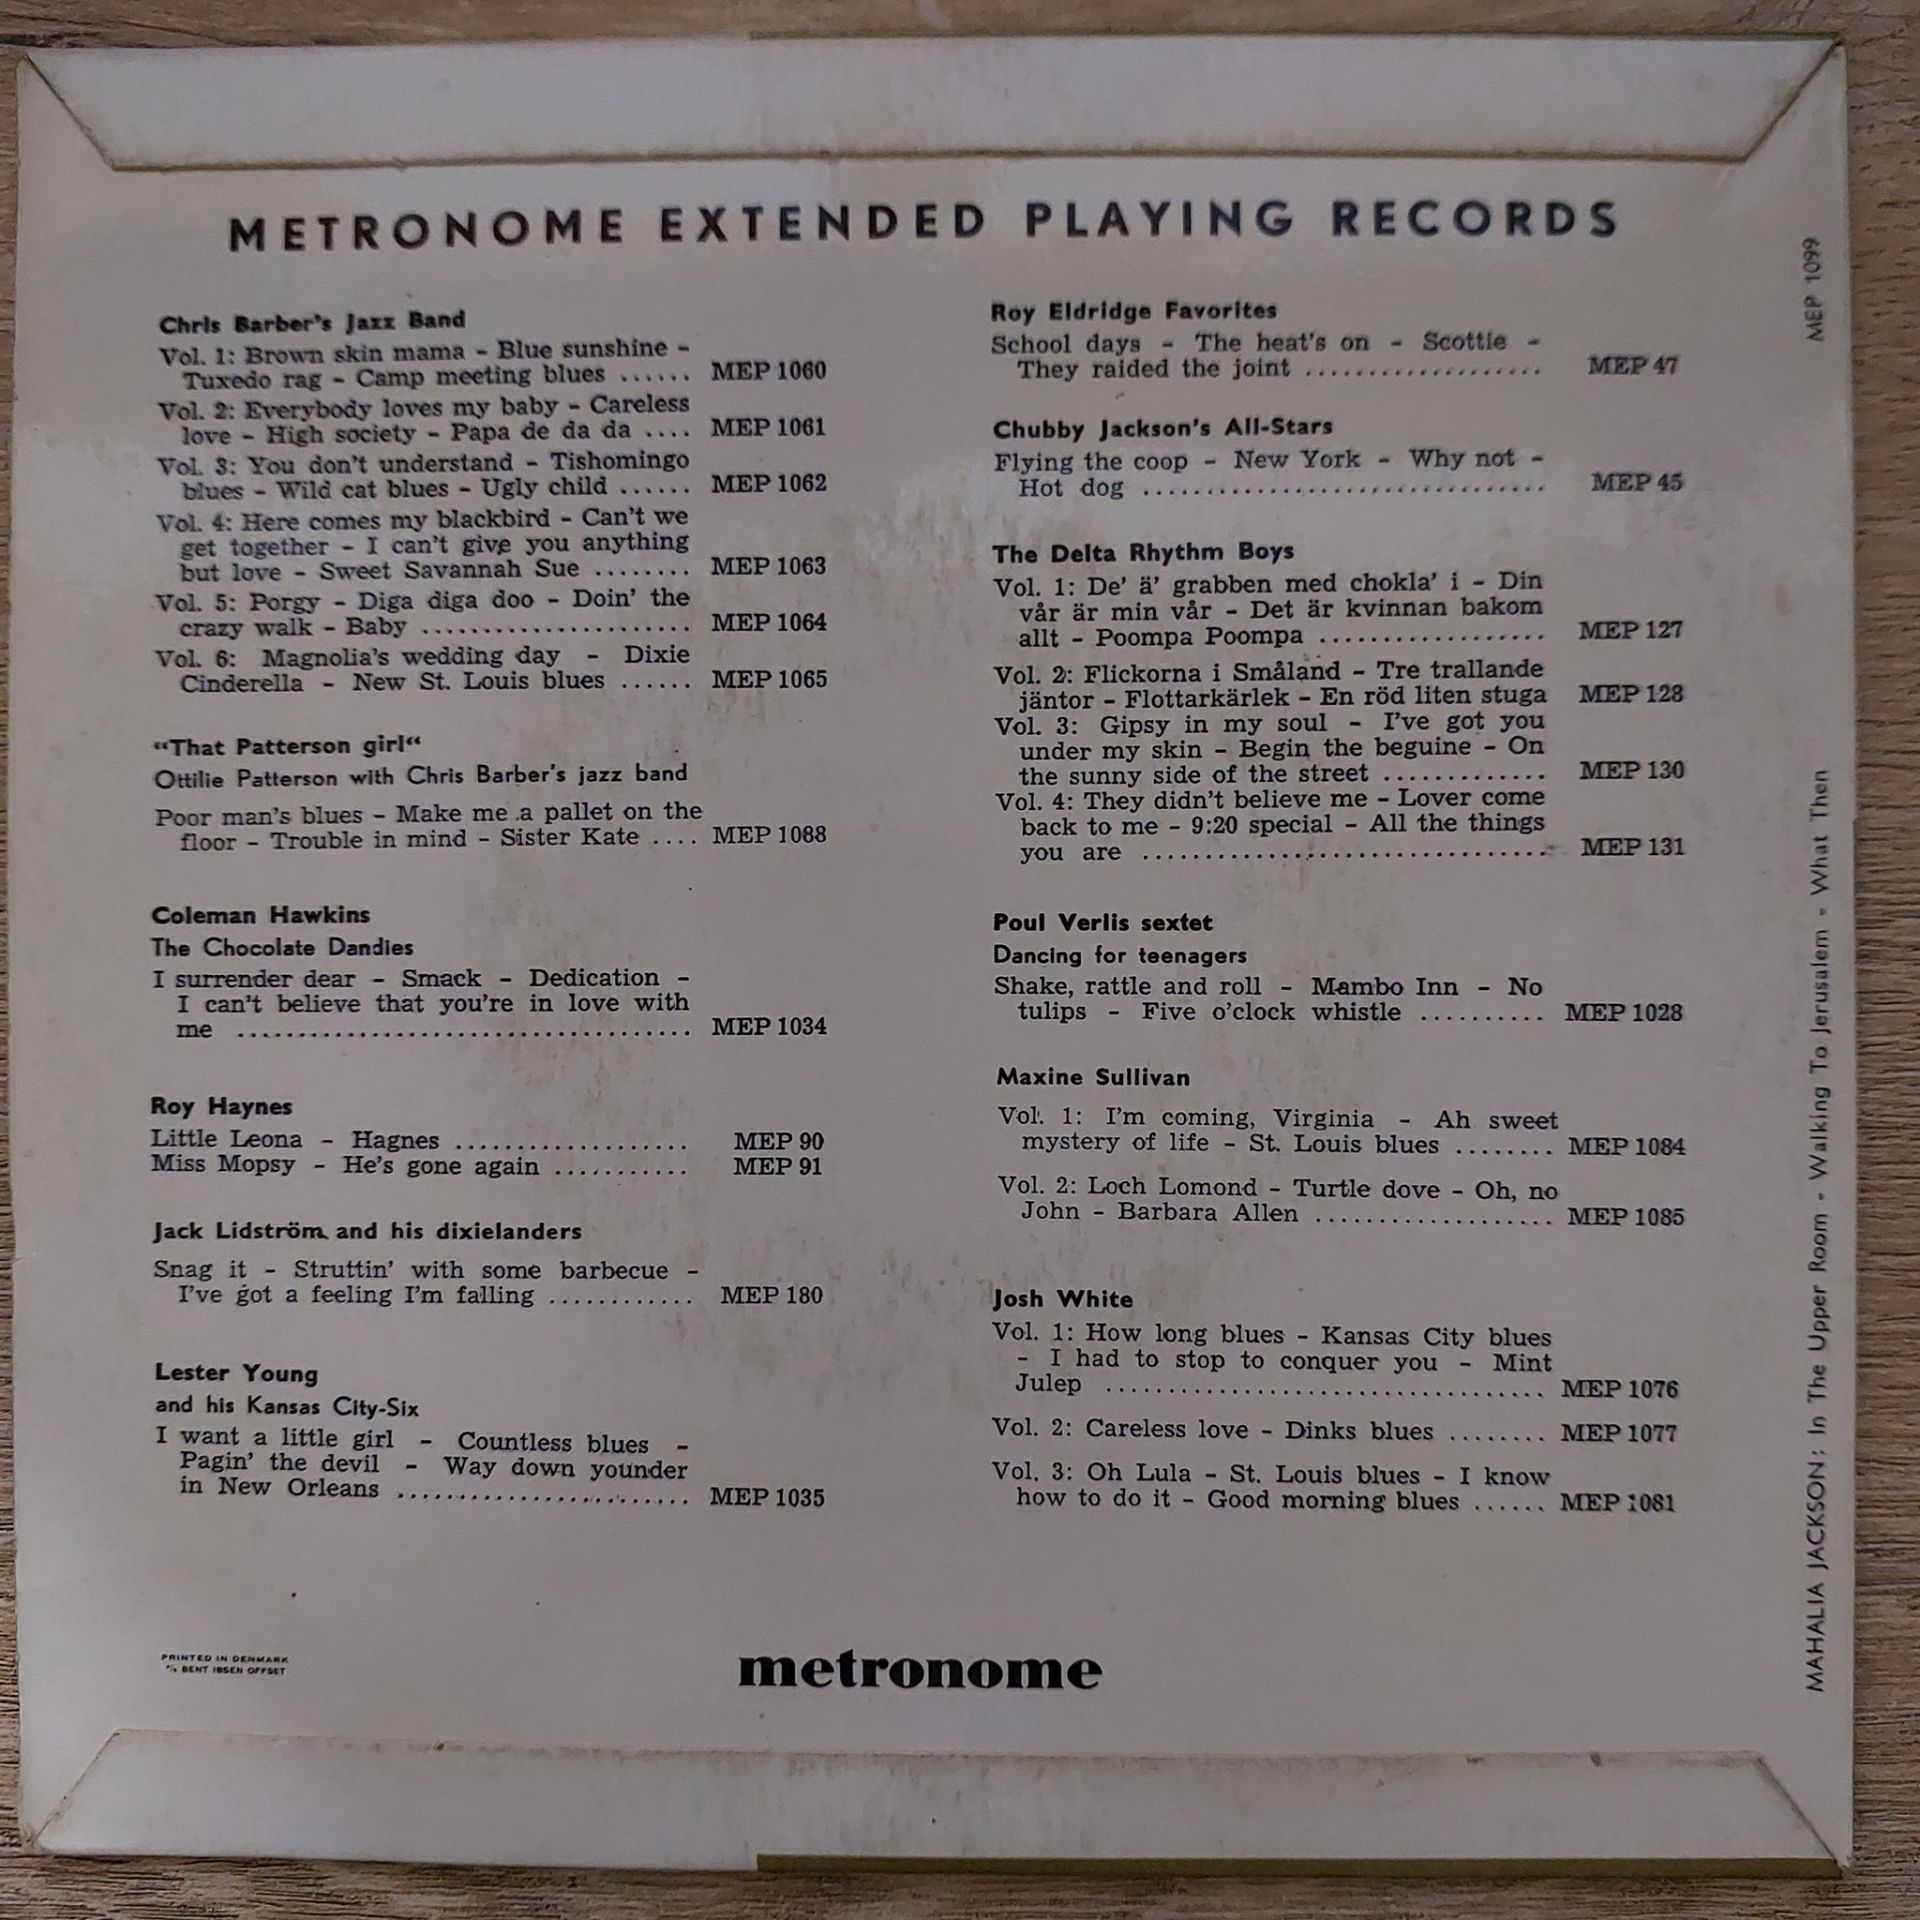 METRONOME EXTENDED PLAYING RECORDS
Chris Barber's Jazz Band
Vol. 1: Brown skin mama – Blue sunshine –
Tuxedo rag – Camp meeting blues ...... MEP 1060
Vol. 2: Everybody loves my baby – Careless
love – High society – Papa de da da .... MEP 1061
Vol. 3: You don't understand – Tishomingo
blues – Wild cat blues – Ugly child ...... MEP 1062
Vol. 4: Here comes my blackbird – Can't we
get together – I can't give you anything
but love – Sweet Savannah Sue ........ MEP 1063
Vol. 5: Porgy – Diga diga doo – Doin' the
crazy walk – Baby ...................... MEP 1064
Vol. 6: Magnolia's wedding day – Dixie
Cinderella – New St. Louis blues ...... MEP 1065
“That Patterson girl“
Ottilie Patterson with Chris Barber's jazz band
Poor man's blues – Make me a pallet on the
floor – Trouble in mind – Sister Kate .... MEP 1088
Coleman Hawkins
The Chocolate Dandies
I surrender dear – Smack – Dedication –
I can't believe that you're in love with
me ..................................... MEP 1034
Roy Haynes
Little Leona – Hagnes ................... MEP 90
Miss Mopsy – He's gone again ........... MEP 91
Jack Lidström and his dixielanders
Snag it – Struttin' with some barbecue –
I've got a feeling I'm falling ............ MEP 180
Lester Young
and his Kansas City-Six
I want a little girl – Countless blues –
Pagin' the devil – Way down younder
in New Orleans ........................ MEP 1035
Roy Eldridge Favorites
School days – The heat's on – Scottie –
They raided the joint ................... MEP 47
Chubby Jackson's All-Stars
Flying the coop – New York – Why not –
Hot dog ................................. MEP 45
The Delta Rhythm Boys
Vol. 1: De' ä' grabben med chokla' i – Din
vår är min vår – Det är kvinnan bakom
allt – Poompa Poompa .................. MEP 127
Vol. 2: Flickorna i Småland – Tre trallande
jäntor – Flottarkärlek – En röd liten stuga MEP 128
Vol. 3: Gipsy in my soul – I've got you
under my skin – Begin the beguine – On
the sunny side of the street ............. MEP 130
Vol. 4: They didn't believe me – Lover come
back to me – 9:20 special – All the things
you are ................................. MEP 131
Poul Verlis sextet
Dancing for teenagers
Shake, rattle and roll – Mambo Inn – No
tulips – Five o'clock whistle .......... MEP 1028
Maxine Sullivan
Vol. 1: I'm coming, Virginia – Ah sweet
mystery of life – St. Louis blues ........ MEP 1084
Vol. 2: Loch Lomond – Turtle dove – Oh, no
John – Barbara Allen ................... MEP 1085
Josh White
Vol. 1: How long blues – Kansas City blues
– I had to stop to conquer you – Mint
Julep .................................... MEP 1076
Vol. 2: Careless love – Dinks blues ........ MEP 1077
Vol. 3: Oh Lula – St. Louis blues – I know
how to do it – Good morning blues ...... MEP 1081
PRINTED IN DENMARK
A/S BENT IBSEN OFFSET
metronome
MAHALIA JACKSON: In The Upper Room - Walking To Jerusalem - What Then MEP 1099